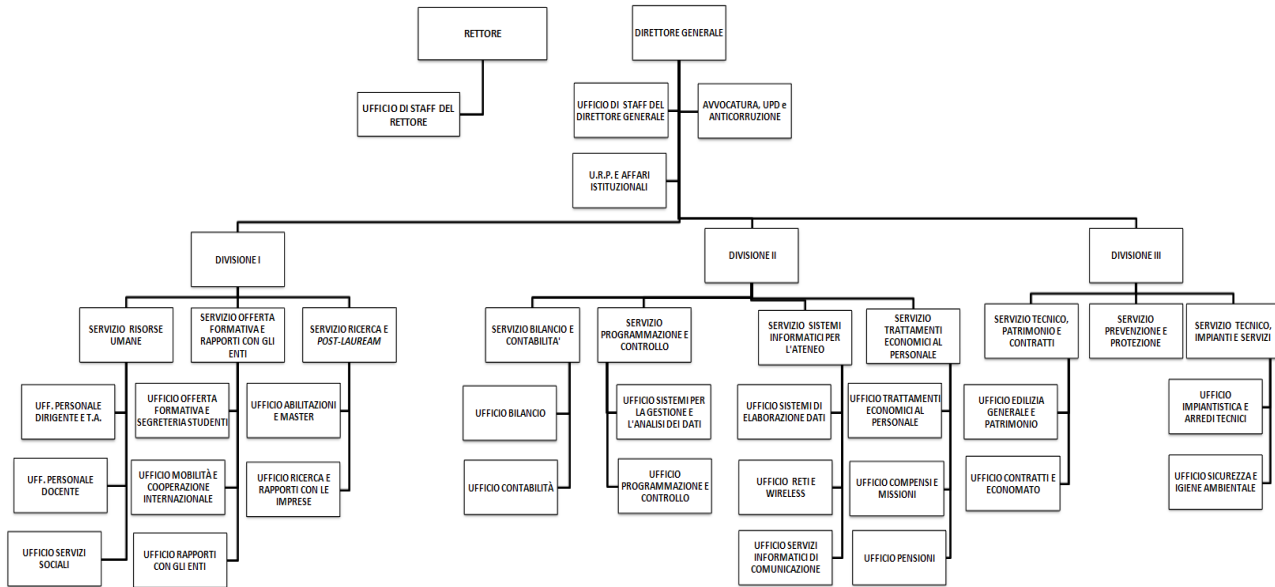 RETTORE
DIRETTORE GENERALE
UFFICIO DI STAFF DEL
RETTORE
UFFICIO DI STAFF DEL
DIRETTORE GENERALE
AVVOCATURA, UPD e
ANTICORRUZIONE
U.R.P. E AFFARI
ISTITUZIONALI
DIVISIONE I
DIVISIONE II
DIVISIONE III
SERVIZIO RISORSE
UMANE
SERVIZIO OFFERTA
FORMATIVA E
RAPPORTI CON GLI
ENTI
SERVIZIO RICERCA E
POST-LAUREAM
SERVIZIO BILANCIO E
CONTABILITA'
SERVIZIO
PROGRAMMAZIONE E
CONTROLLO
SERVIZIO SISTEMI
INFORMATICI PER
L'ATENEO
SERVIZIO
TRATTAMENTI
ECONOMICI AL
PERSONALE
SERVIZIO TECNICO,
PATRIMONIO E
CONTRATTI
SERVIZIO
PREVENZIONE E
PROTEZIONE
SERVIZIO TECNICO,
IMPIANTI E SERVIZI
UFF. PERSONALE
DIRIGENTE E T.A.
UFFICIO OFFERTA
FORMATIVA E
SEGRETERIA STUDENTI
UFFICIO ABILITAZIONI
E MASTER
UFFICIO BILANCIO
UFFICIO SISTEMI PER
LA GESTIONE E
L'ANALISI DEI DATI
UFFICIO SISTEMI DI
ELABORAZIONE DATI
UFFICIO TRATTAMENTI
ECONOMICI AL
PERSONALE
UFFICIO EDILIZIA
GENERALE E
PATRIMONIO
UFFICIO
IMPIANTISTICA E
ARREDI TECNICI
UFF. PERSONALE
DOCENTE
UFFICIO MOBILITÀ E
COOPERAZIONE
INTERNAZIONALE
UFFICIO RICERCA E
RAPPORTI CON LE
IMPRESE
UFFICIO CONTABILITÀ
UFFICIO
PROGRAMMAZIONE E
CONTROLLO
UFFICIO RETI E
WIRELESS
UFFICIO COMPENSI E
MISSIONI
UFFICIO CONTRATTI E
ECONOMATO
UFFICIO SICUREZZA E
IGIENE AMBIENTALE
UFFICIO SERVIZI
SOCIALI
UFFICIO RAPPORTI
CON GLI ENTI
UFFICIO SERVIZI
INFORMATICI DI
COMUNICAZIONE
UFFICIO PENSIONI